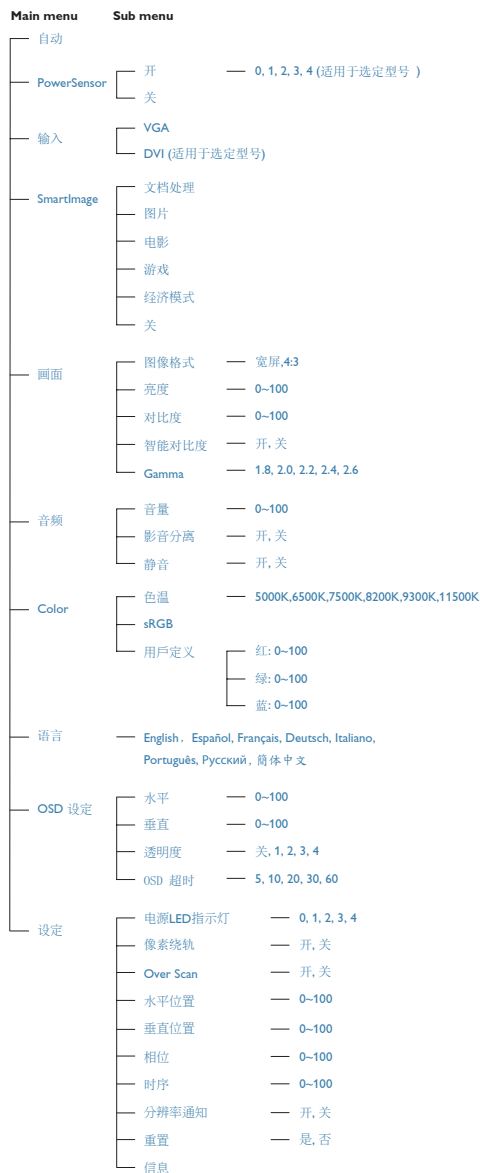 Main menu Sub menu
自动
PowerSensor 开 0, 1, 2, 3, 4 (适用于选定型号 )
关
输入 VGA
DVI (适用于选定型号)
SmartImage 文档处理
图片
电影
游戏
经济模式
关
画面 图像格式 宽屏,4:3
亮度 0~100
对比度 0~100
智能对比度 开, 关
Gamma 1.8, 2.0, 2.2, 2.4, 2.6
音频 音量 0~100
影音分离 开, 关
静音 开, 关
Color 色温 5000K,6500K,7500K,8200K,9300K,11500K
sRGB
用戶定义 红: 0~100
绿: 0~100
蓝: 0~100
语言 English, Español, Français, Deutsch, Italiano,
Português, Русский, 簡体中文
OSD 设定 水平 0~100
垂直 0~100
透明度 关, 1, 2, 3, 4
OSD 超时 5, 10, 20, 30, 60
设定 电源LED指示灯 0, 1, 2, 3, 4
像素绕轨 开, 关
Over Scan 开, 关
水平位置 0~100
垂直位置 0~100
相位 0~100
时序 0~100
分辨率通知 开, 关
重置 是, 否
信息